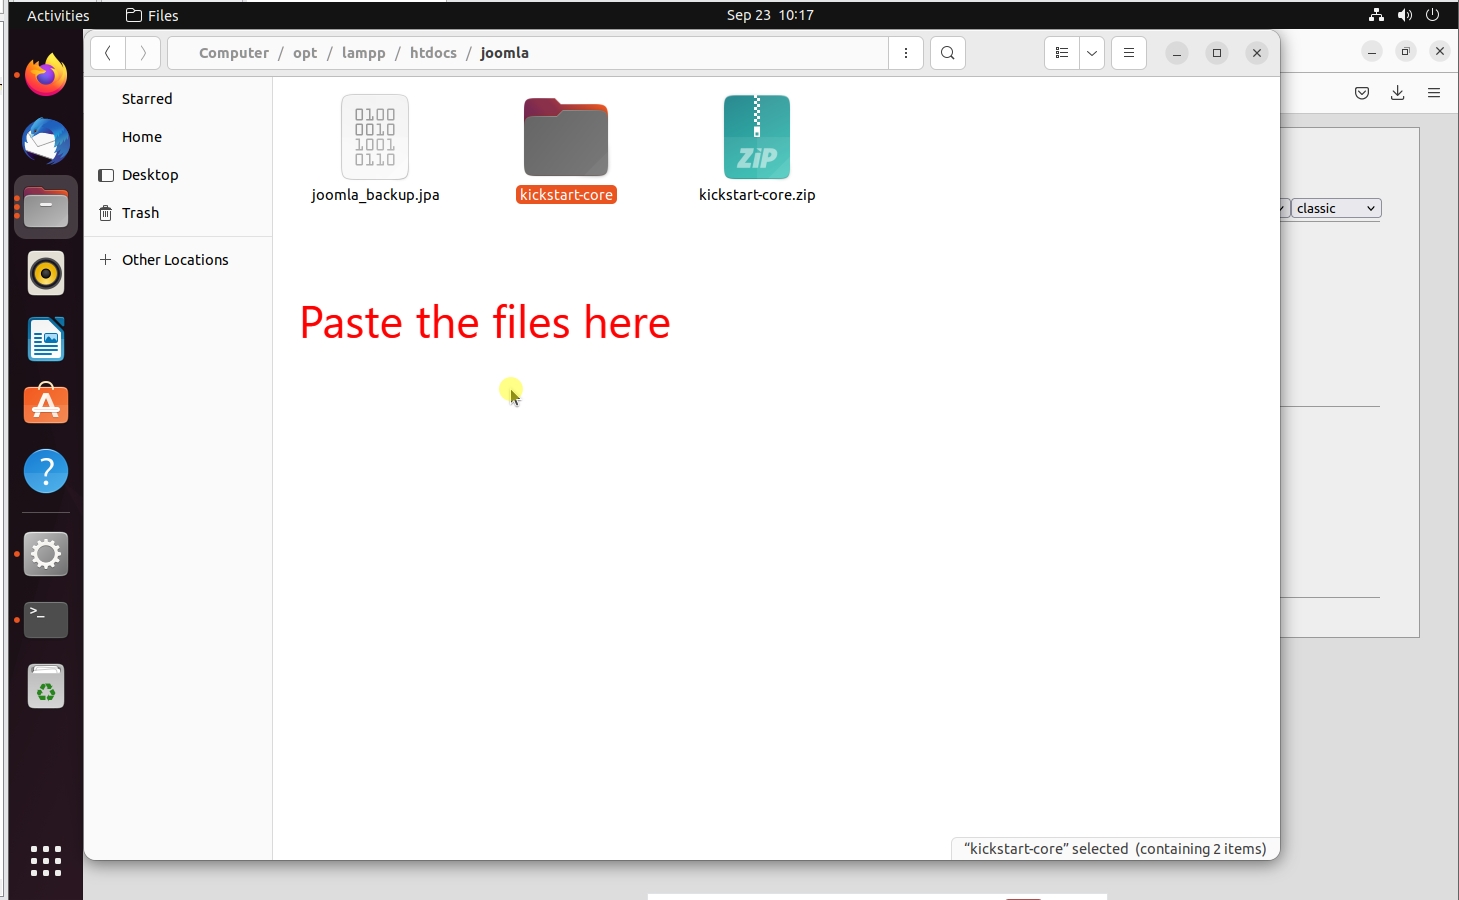 Activities
Files
Sep 23 10:17
Computer / opt / lampp / htdocs / joomla
Starred
Home
Desktop
Trash
Other Locations
0100
0010
1001
0110
ZiP
joomla_backup.jpa
kickstart-core
kickstart-core.zip
classic
Paste the files here
?
>_
"kickstart-core" selected (containing 2 items)